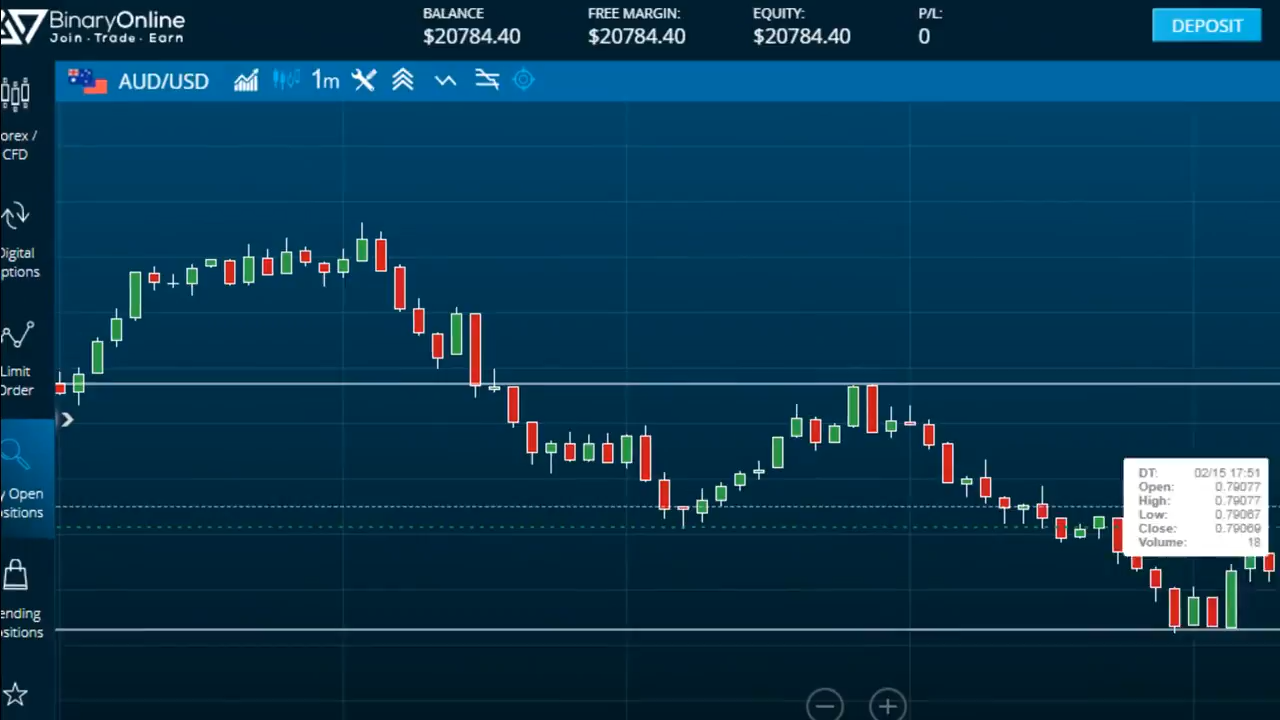 BinaryOnline
Join · Trade · Earn
BALANCE
$20784.40
FREE MARGIN:
$20784.40
EQUITY:
$20784.40
P/L:
0
DEPOSIT
AUD/USD
1m
orex /
CFD
Digital
ptions
Limit
Order
y Open
ositions
ending
ositions
DT: 02/15 17:51
Open: 0.79077
High: 0.79077
Low: 0.79067
Close: 0.79069
Volume: 18